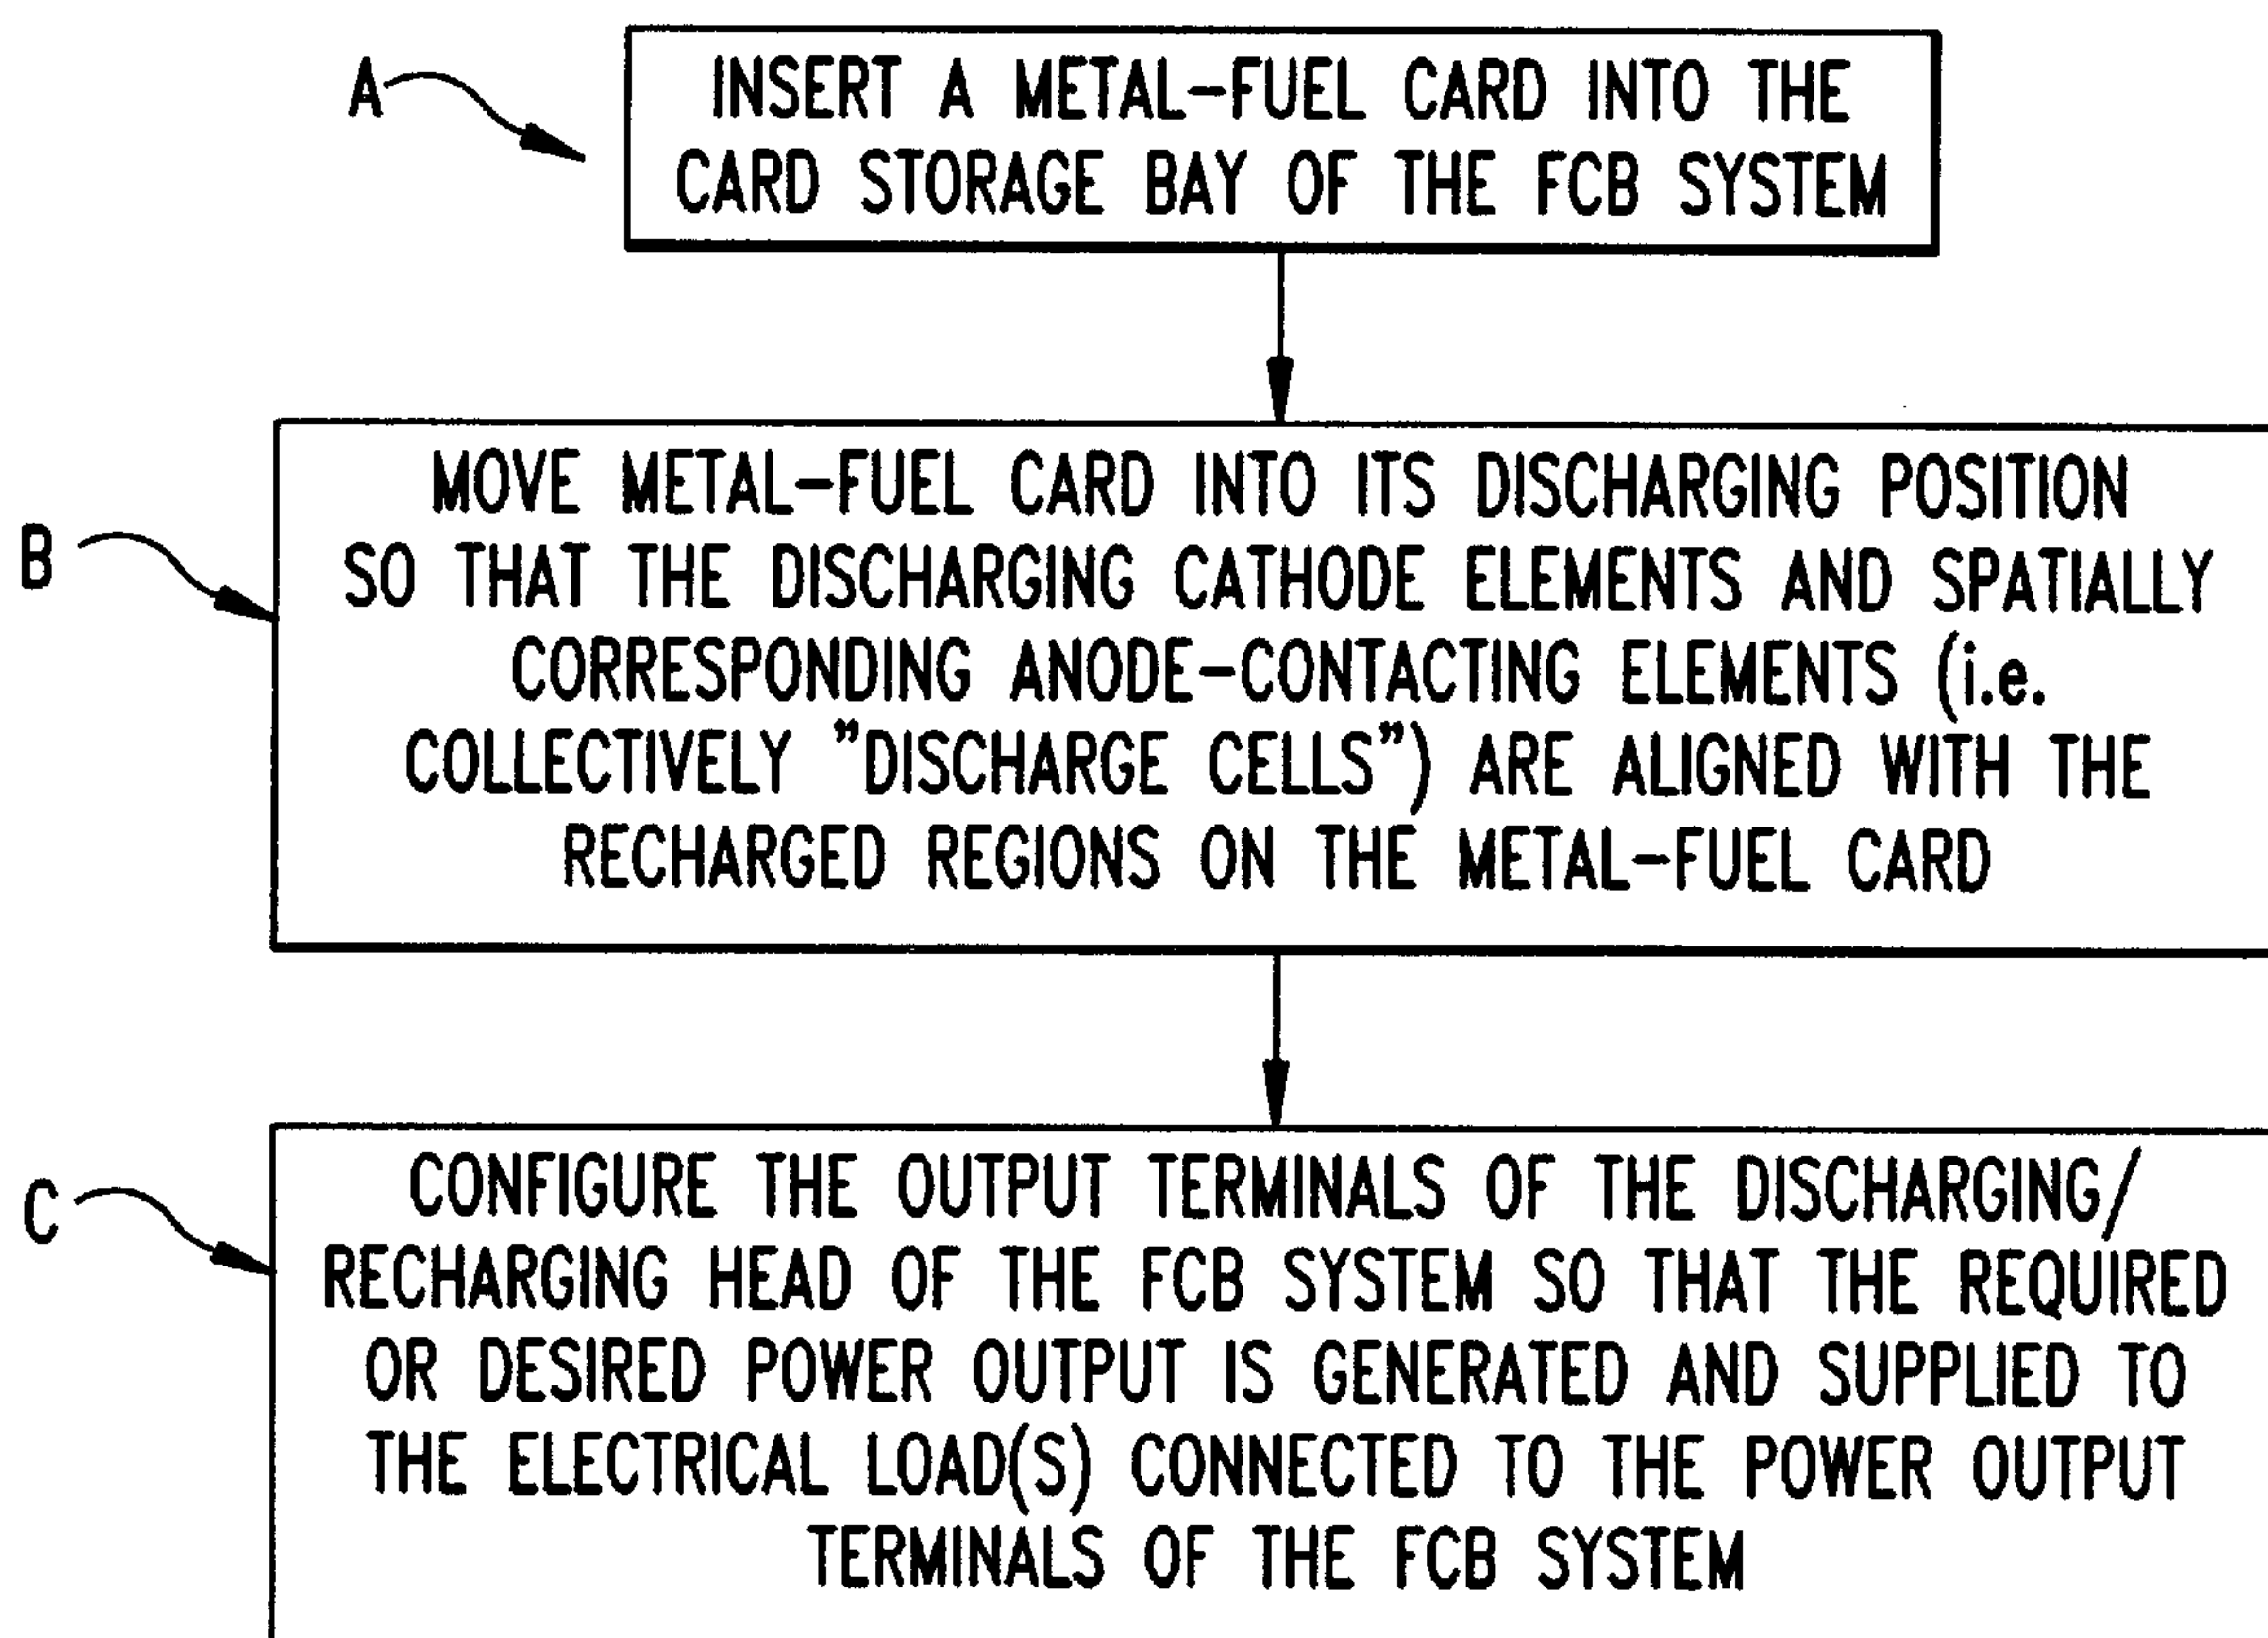 A
INSERT A METAL-FUEL CARD INTO THE
CARD STORAGE BAY OF THE FCB SYSTEM
B
MOVE METAL-FUEL CARD INTO ITS DISCHARGING POSITION
SO THAT THE DISCHARGING CATHODE ELEMENTS AND SPATIALLY
CORRESPONDING ANODE-CONTACTING ELEMENTS (i.e.
COLLECTIVELY "DISCHARGE CELLS") ARE ALIGNED WITH THE
RECHARGED REGIONS ON THE METAL-FUEL CARD
C
CONFIGURE THE OUTPUT TERMINALS OF THE DISCHARGING/
RECHARGING HEAD OF THE FCB SYSTEM SO THAT THE REQUIRED
OR DESIRED POWER OUTPUT IS GENERATED AND SUPPLIED TO
THE ELECTRICAL LOAD(S) CONNECTED TO THE POWER OUTPUT
TERMINALS OF THE FCB SYSTEM